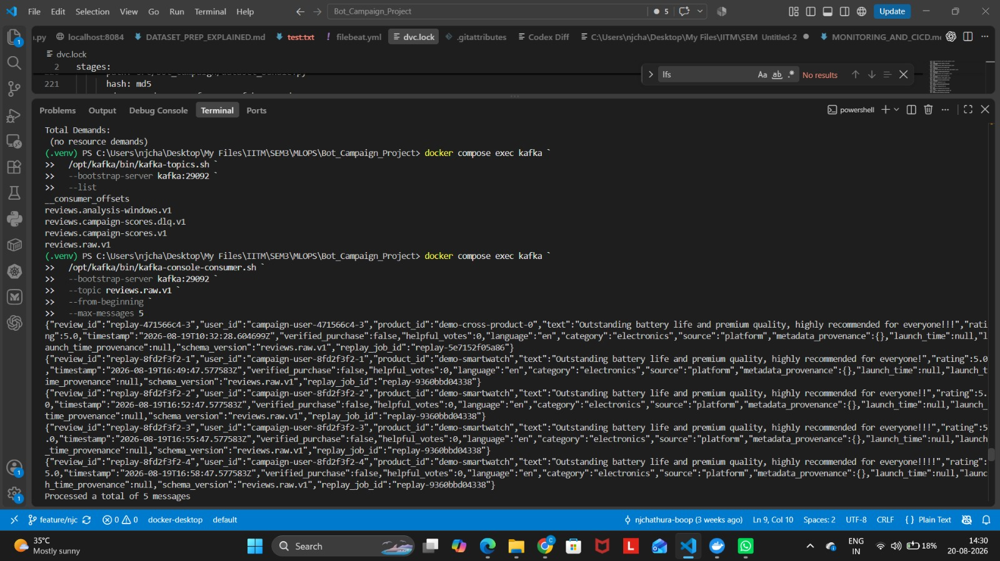 File Edit Selection View Go Run Terminal Help
Bot_Campaign_Project
5
Update
.py localhost:8084 DATASET_PREP_EXPLAINED.md test.txt ! filebeat.yml dvc.lock .gitattributes Codex Diff C:\Users\njcha\Desktop\My Files\IITM\SEM Untitled-2 MONITORING_AND_CICD.m
dvc.lock
2 stages:
221 hash: md5
lfs Aa ab .* No results
Problems Output Debug Console Terminal Ports
powershell
Total Demands:
(no resource demands)
(.venv) PS C:\Users\njcha\Desktop\My Files\IITM\SEM3\MLOPS\Bot_Campaign_Project> docker compose exec kafka `
>> /opt/kafka/bin/kafka-topics.sh `
>> --bootstrap-server kafka:29092 `
>> --list
__consumer_offsets
reviews.analysis-windows.v1
reviews.campaign-scores.dlq.v1
reviews.campaign-scores.v1
reviews.raw.v1
(.venv) PS C:\Users\njcha\Desktop\My Files\IITM\SEM3\MLOPS\Bot_Campaign_Project> docker compose exec kafka `
>> /opt/kafka/bin/kafka-console-consumer.sh `
>> --bootstrap-server kafka:29092 `
>> --topic reviews.raw.v1 `
>> --from-beginning `
>> --max-messages 5
{"review_id":"replay-471566c4-3","user_id":"campaign-user-471566c4-3","product_id":"demo-cross-product-0","text":"Outstanding battery life and premium quality, highly recommended for everyone!!!","rati
ng":5.0,"timestamp":"2026-08-19T10:32:28.604699Z","verified_purchase":false,"helpful_votes":0,"language":"en","category":"electronics","source":"platform","metadata_provenance":{},"launch_time":null,"l
aunch_time_provenance":null,"schema_version":"reviews.raw.v1","replay_job_id":"replay-5e7152f05a86"}
{"review_id":"replay-8fd2f3f2-1","user_id":"campaign-user-8fd2f3f2-1","product_id":"demo-smartwatch","text":"Outstanding battery life and premium quality, highly recommended for everyone!","rating":5.0
,"timestamp":"2026-08-19T16:49:47.577583Z","verified_purchase":false,"helpful_votes":0,"language":"en","category":"electronics","source":"platform","metadata_provenance":{},"launch_time":null,"launch_t
ime_provenance":null,"schema_version":"reviews.raw.v1","replay_job_id":"replay-9360bbd04338"}
{"review_id":"replay-8fd2f3f2-2","user_id":"campaign-user-8fd2f3f2-2","product_id":"demo-smartwatch","text":"Outstanding battery life and premium quality, highly recommended for everyone!!","rating":5.
0,"timestamp":"2026-08-19T16:52:47.577583Z","verified_purchase":false,"helpful_votes":0,"language":"en","category":"electronics","source":"platform","metadata_provenance":{},"launch_time":null,"launch_
time_provenance":null,"schema_version":"reviews.raw.v1","replay_job_id":"replay-9360bbd04338"}
{"review_id":"replay-8fd2f3f2-3","user_id":"campaign-user-8fd2f3f2-3","product_id":"demo-smartwatch","text":"Outstanding battery life and premium quality, highly recommended for everyone!!!","rating":5
.0,"timestamp":"2026-08-19T16:55:47.577583Z","verified_purchase":false,"helpful_votes":0,"language":"en","category":"electronics","source":"platform","metadata_provenance":{},"launch_time":null,"launch
_time_provenance":null,"schema_version":"reviews.raw.v1","replay_job_id":"replay-9360bbd04338"}
{"review_id":"replay-8fd2f3f2-4","user_id":"campaign-user-8fd2f3f2-4","product_id":"demo-smartwatch","text":"Outstanding battery life and premium quality, highly recommended for everyone!!!!","rating":
5.0,"timestamp":"2026-08-19T16:58:47.577583Z","verified_purchase":false,"helpful_votes":0,"language":"en","category":"electronics","source":"platform","metadata_provenance":{},"launch_time":null,"launc
h_time_provenance":null,"schema_version":"reviews.raw.v1","replay_job_id":"replay-9360bbd04338"}
Processed a total of 5 messages
feature/njc 0 0 docker-desktop default njchathura-boop (3 weeks ago) Ln 9, Col 10 Spaces: 2 UTF-8 CRLF { } Plain Text
35°C
Mostly sunny
Search
ENG
IN
18%
14:30
20-08-2026